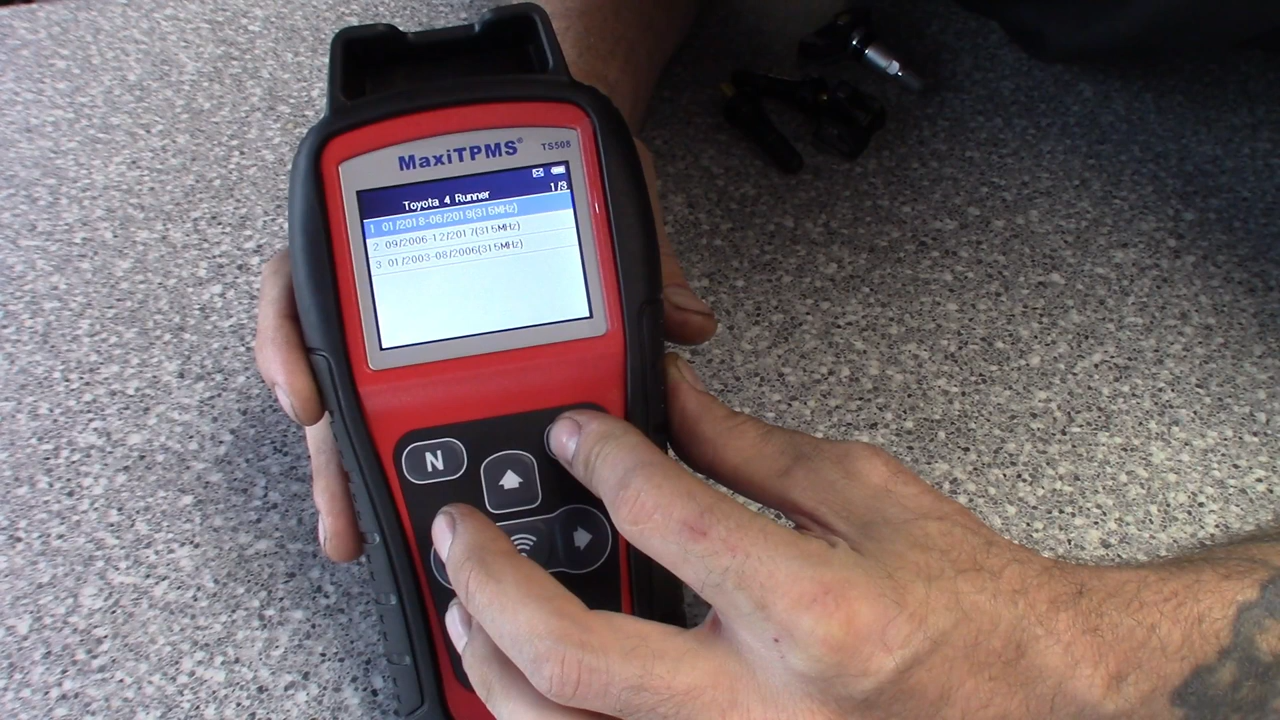 MaxiTPMS® TS508
Toyota 4 Runner 1/3
1 01/2018-06/2019(315MHz)
2 09/2006-12/2017(315MHz)
3 01/2003-08/2006(315MHz)
N